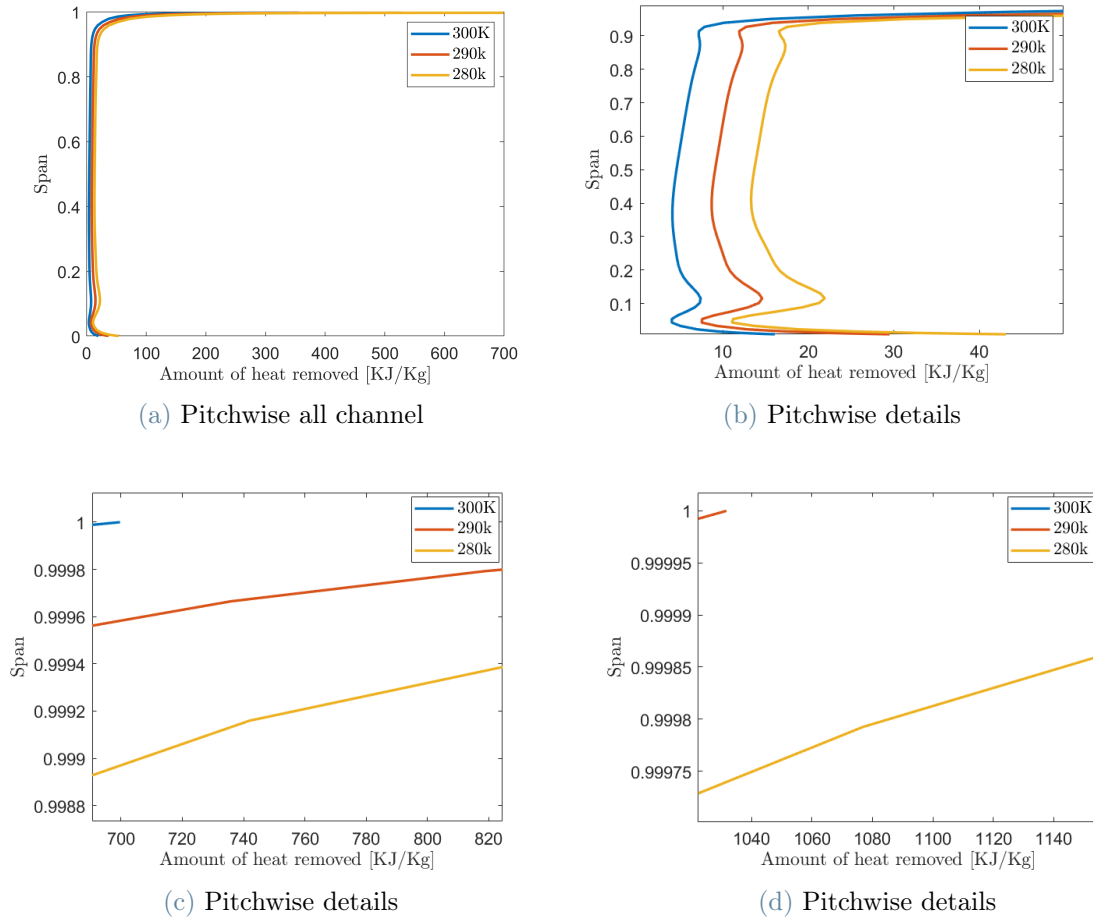 300K
290k
280k
1
0.8
0.6
0.4
0.2
0
Span
0 100 200 300 400 500 600 700
Amount of heat removed [KJ/Kg]
(a) Pitchwise all channel
300K
290k
280k
0.9
0.8
0.7
0.6
0.5
0.4
0.3
0.2
0.1
Span
10 20 30 40
Amount of heat removed [KJ/Kg]
(b) Pitchwise details
300K
290k
280k
1
0.9998
0.9996
0.9994
0.9992
0.999
0.9988
Span
700 720 740 760 780 800 820
Amount of heat removed [KJ/Kg]
(c) Pitchwise details
300K
290k
280k
1
0.99995
0.9999
0.99985
0.9998
0.99975
Span
1040 1060 1080 1100 1120 1140
Amount of heat removed [KJ/Kg]
(d) Pitchwise details